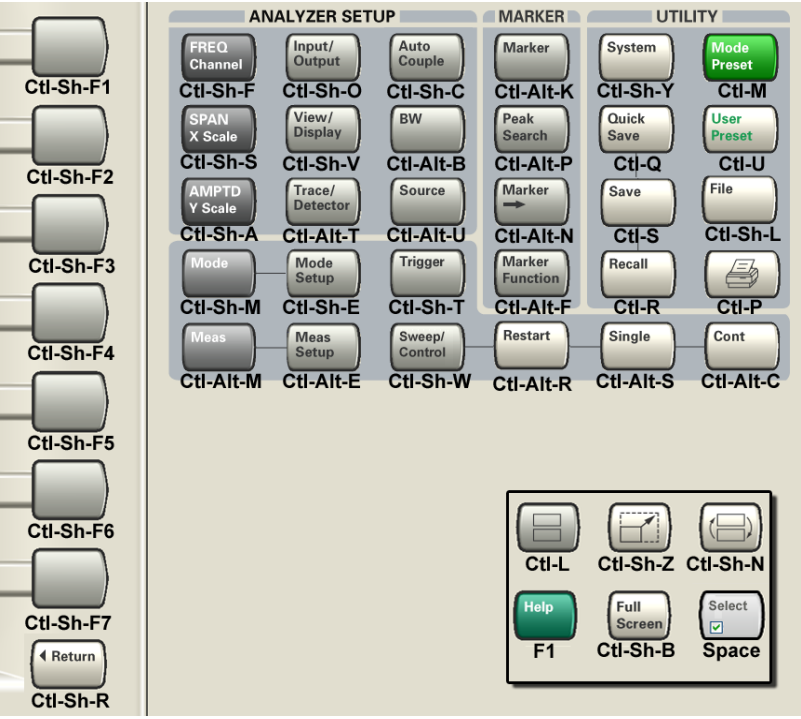 ANALYZER SETUP
MARKER
UTILITY
FREQ
Channel
Ctl-Sh-F
Input/
Output
Ctl-Sh-O
Auto
Couple
Ctl-Sh-C
Marker
Ctl-Alt-K
System
Ctl-Sh-Y
Mode
Preset
Ctl-M
SPAN
X Scale
Ctl-Sh-S
View/
Display
Ctl-Sh-V
BW
Ctl-Alt-B
Peak
Search
Ctl-Alt-P
Quick
Save
Ctl-Q
User
Preset
Ctl-U
AMPTD
Y Scale
Ctl-Sh-A
Trace/
Detector
Ctl-Alt-T
Source
Ctl-Alt-U
Marker
Ctl-Alt-N
Save
Ctl-S
File
Ctl-Sh-L
Mode
Ctl-Sh-M
Mode
Setup
Ctl-Sh-E
Trigger
Ctl-Sh-T
Marker
Function
Ctl-Alt-F
Recall
Ctl-R
Ctl-P
Meas
Ctl-Alt-M
Meas
Setup
Ctl-Alt-E
Sweep/
Control
Ctl-Sh-W
Restart
Ctl-Alt-R
Single
Ctl-Alt-S
Cont
Ctl-Alt-C
Ctl-Sh-F1
Ctl-Sh-F2
Ctl-Sh-F3
Ctl-Sh-F4
Ctl-Sh-F5
Ctl-Sh-F6
Ctl-Sh-F7
Return
Ctl-Sh-R
Ctl-L
Ctl-Sh-Z
Ctl-Sh-N
Help
F1
Full
Screen
Ctl-Sh-B
Select
Space